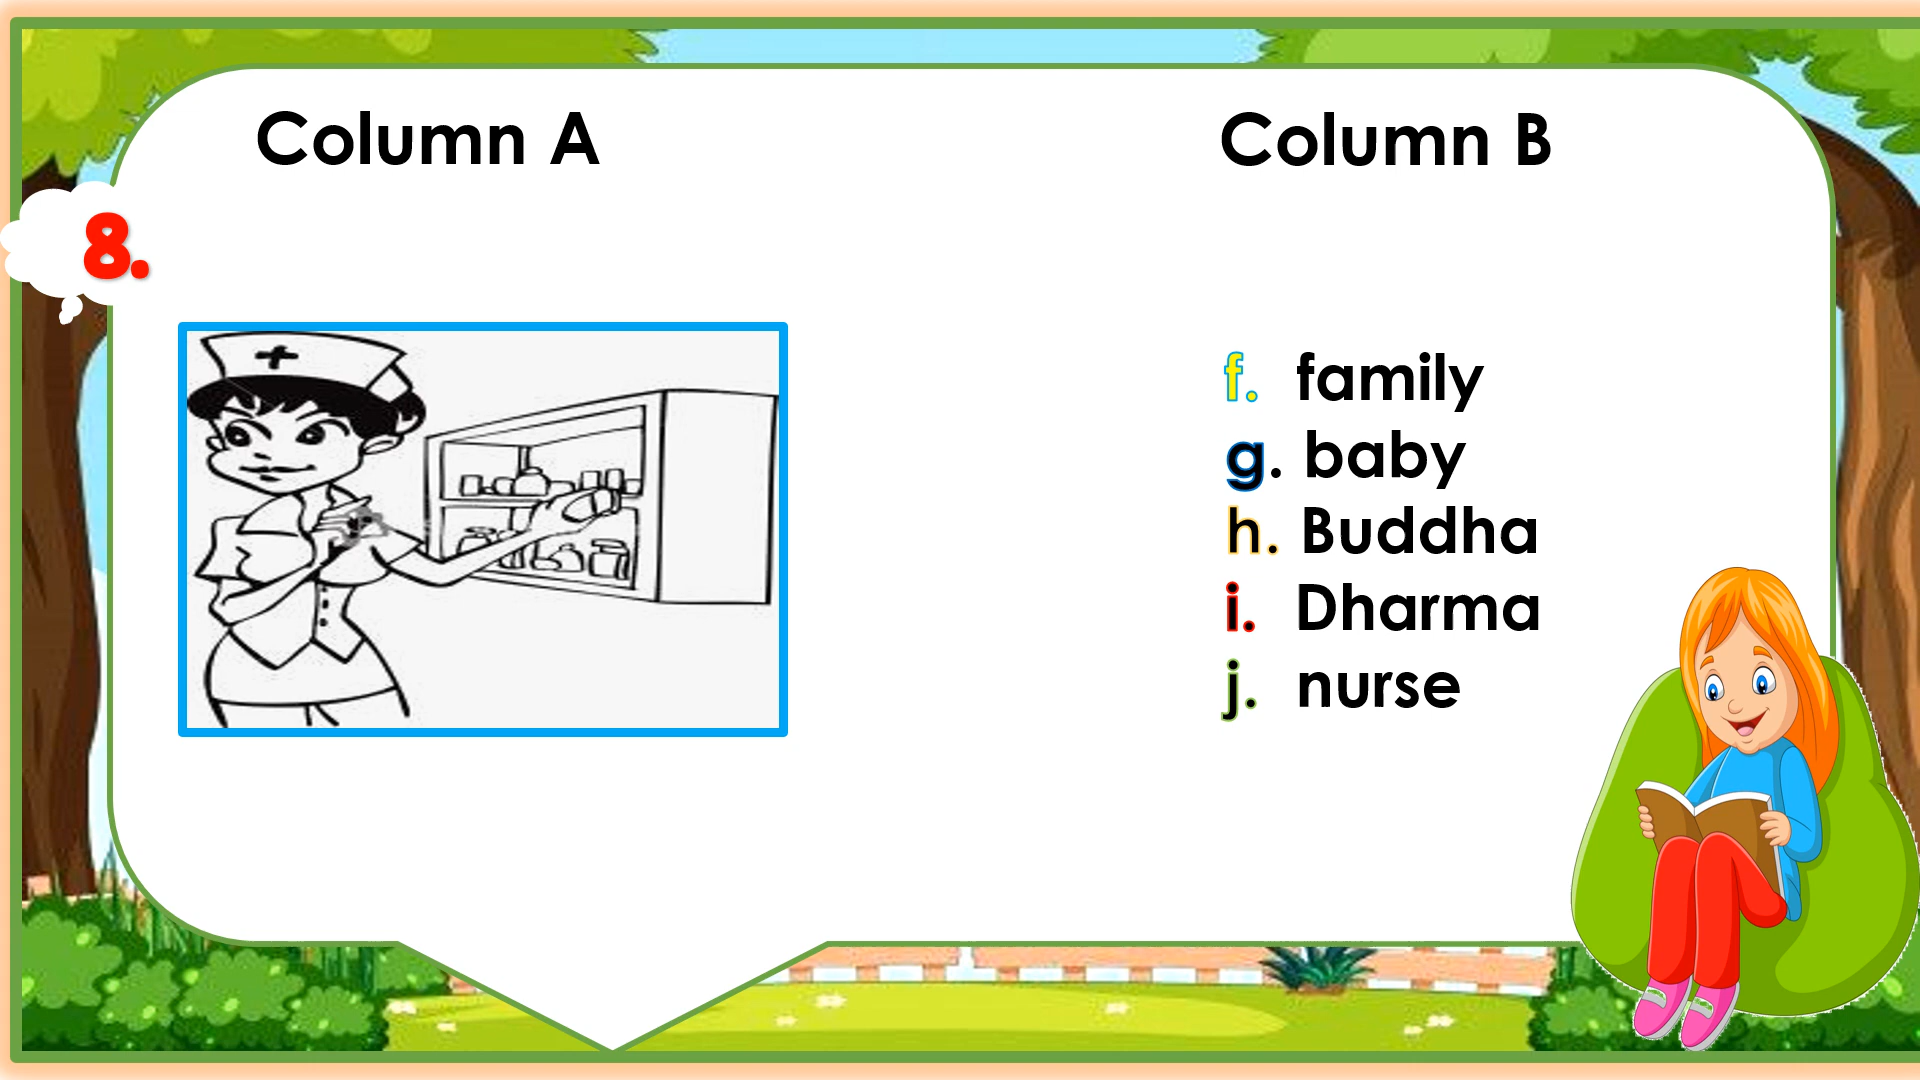 Column A
Column B
8.
f. family
g. baby
h. Buddha
i. Dharma
j. nurse